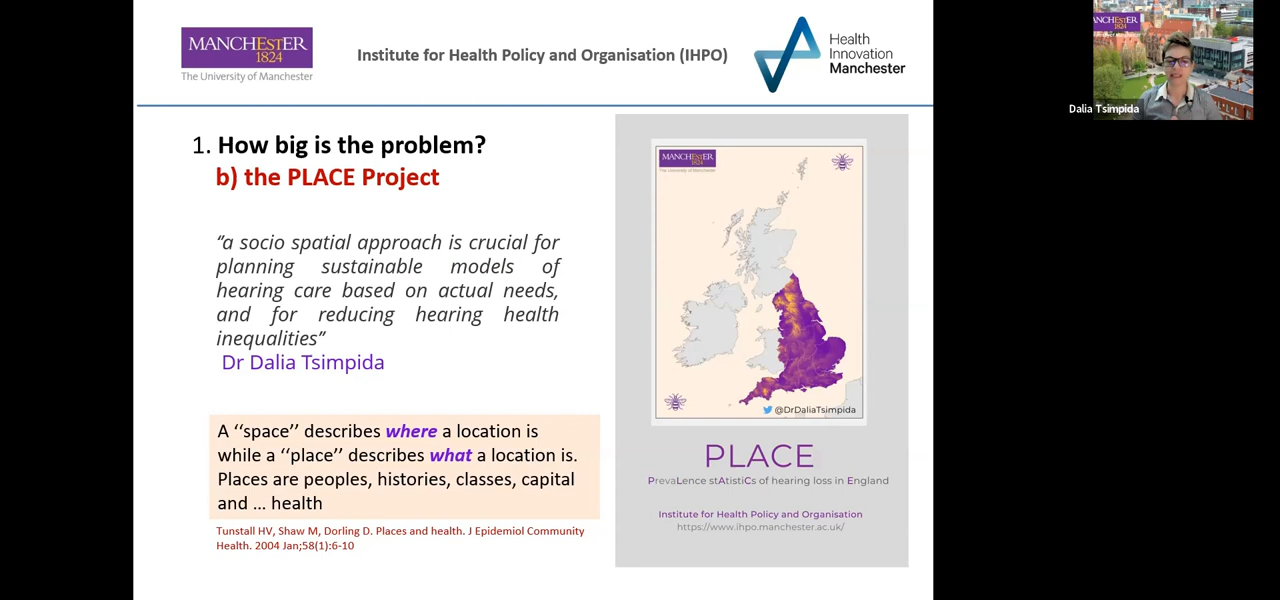 MANCHESTER
1824
The University of Manchester
Institute for Health Policy and Organisation (IHPO)
Health
Innovation
Manchester
MANCHESTER
Dalia Tsimpida
1. How big is the problem?
b) the PLACE Project
"a socio spatial approach is crucial for
planning sustainable models of
hearing care based on actual needs,
and for reducing hearing health
inequalities”
Dr Dalia Tsimpida
A ‘‘space’’ describes where a location is
while a ‘‘place’’ describes what a location is.
Places are peoples, histories, classes, capital
and ... health
Tunstall HV, Shaw M, Dorling D. Places and health. J Epidemiol Community
Health. 2004 Jan;58(1):6-10
MANCHESTER
1824
The University of Manchester
@DrDaliaTsimpida
PLACE
PrevaLence stAtistiCs of hearing loss in England
Institute for Health Policy and Organisation
https://www.ihpo.manchester.ac.uk/